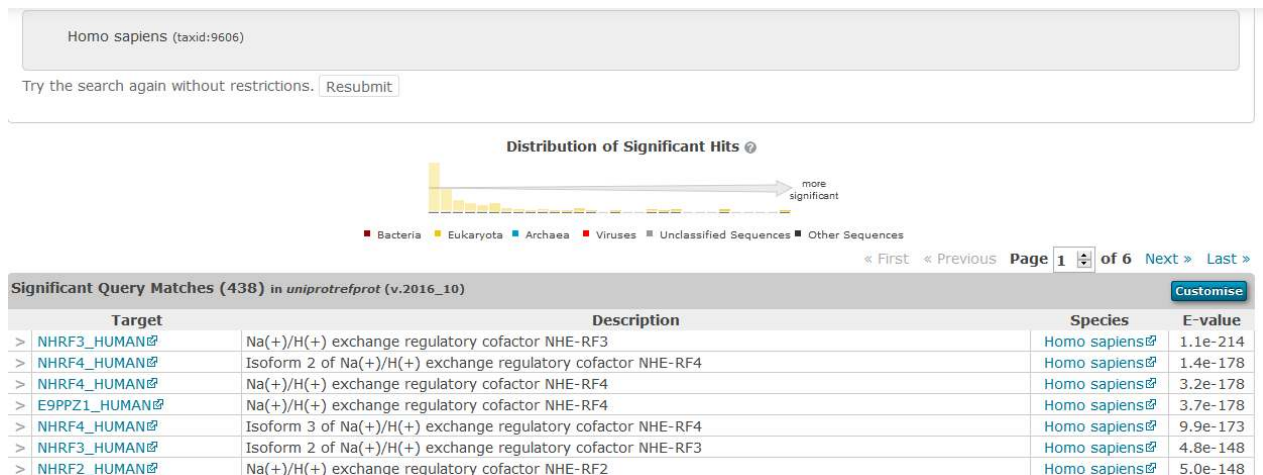 Homo sapiens (taxid:9606)
Try the search again without restrictions. Resubmit
Distribution of Significant Hits
more
significant
Bacteria Eukaryota Archaea Viruses Unclassified Sequences Other Sequences
« First « Previous Page 1 of 6 Next » Last »
Significant Query Matches (438) in uniprotrefprot (v.2016_10) Customise
Target Description Species E-value
> NHRF3_HUMAN Na(+)/H(+) exchange regulatory cofactor NHE-RF3 Homo sapiens 1.1e-214
> NHRF4_HUMAN Isoform 2 of Na(+)/H(+) exchange regulatory cofactor NHE-RF4 Homo sapiens 1.4e-178
> NHRF4_HUMAN Na(+)/H(+) exchange regulatory cofactor NHE-RF4 Homo sapiens 3.2e-178
> E9PPZ1_HUMAN Na(+)/H(+) exchange regulatory cofactor NHE-RF4 Homo sapiens 3.7e-178
> NHRF4_HUMAN Isoform 3 of Na(+)/H(+) exchange regulatory cofactor NHE-RF4 Homo sapiens 9.9e-173
> NHRF3_HUMAN Isoform 2 of Na(+)/H(+) exchange regulatory cofactor NHE-RF3 Homo sapiens 4.8e-148
> NHRF2_HUMAN Na(+)/H(+) exchange regulatory cofactor NHE-RF2 Homo sapiens 5.0e-148